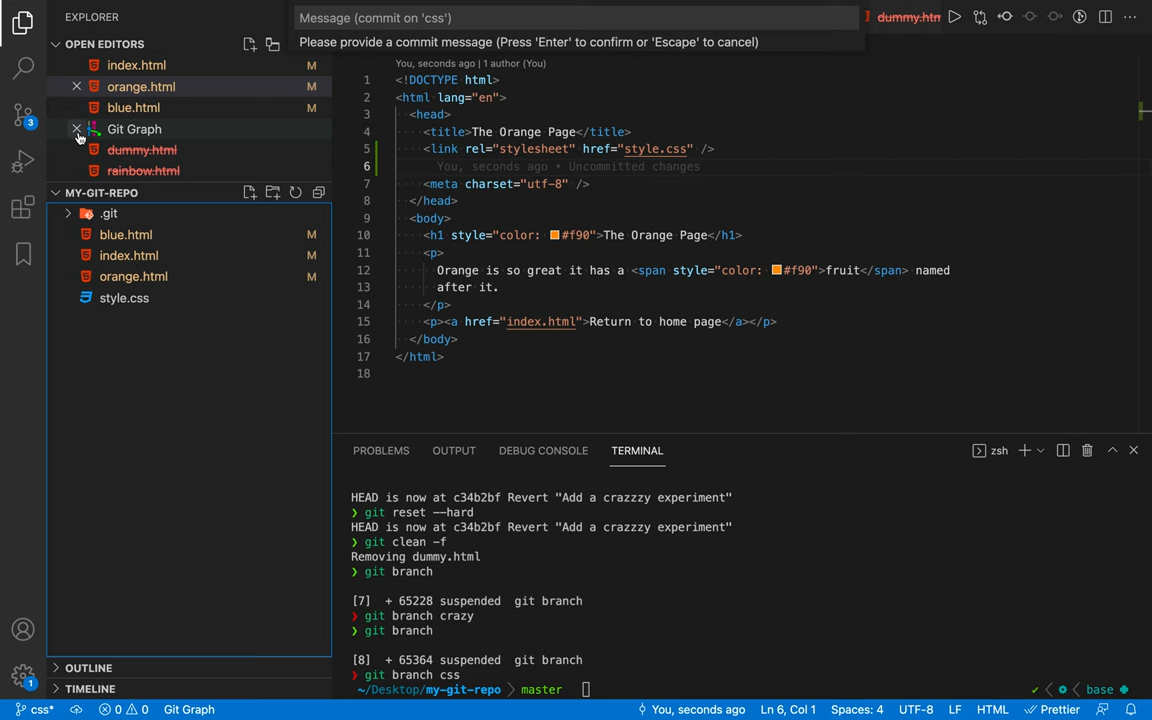 EXPLORER
Message (commit on 'css')
dummy.htn
OPEN EDITORS
Please provide a commit message (Press 'Enter' to confirm or 'Escape' to cancel)
index.html M
orange.html M
blue.html M
Git Graph
dummy.html
rainbow.html
MY-GIT-REPO
.git
blue.html M
index.html M
orange.html M
style.css
OUTLINE
TIMELINE
3
1
You, seconds ago | 1 author (You)
1 <!DOCTYPE html>
2 <html lang="en">
3 <head>
4 <title>The Orange Page</title>
5 <link rel="stylesheet" href="style.css" />
6 You, seconds ago • Uncommitted changes
7 <meta charset="utf-8" />
8 </head>
9 <body>
10 <h1 style="color: #f90">The Orange Page</h1>
11 <p>
12 Orange is so great it has a <span style="color: #f90">fruit</span> named
13 after it.
14 </p>
15 <p><a href="index.html">Return to home page</a></p>
16 </body>
17 </html>
18
PROBLEMS OUTPUT DEBUG CONSOLE TERMINAL zsh
HEAD is now at c34b2bf Revert "Add a crazzzy experiment"
❯ git reset --hard
HEAD is now at c34b2bf Revert "Add a crazzzy experiment"
❯ git clean -f
Removing dummy.html
❯ git branch
[7] + 65228 suspended git branch
❯ git branch crazy
❯ git branch
[8] + 65364 suspended git branch
❯ git branch css
~/Desktop/my-git-repo master base
css* 0 0 Git Graph You, seconds ago Ln 6, Col 1 Spaces: 4 UTF-8 LF HTML Prettier